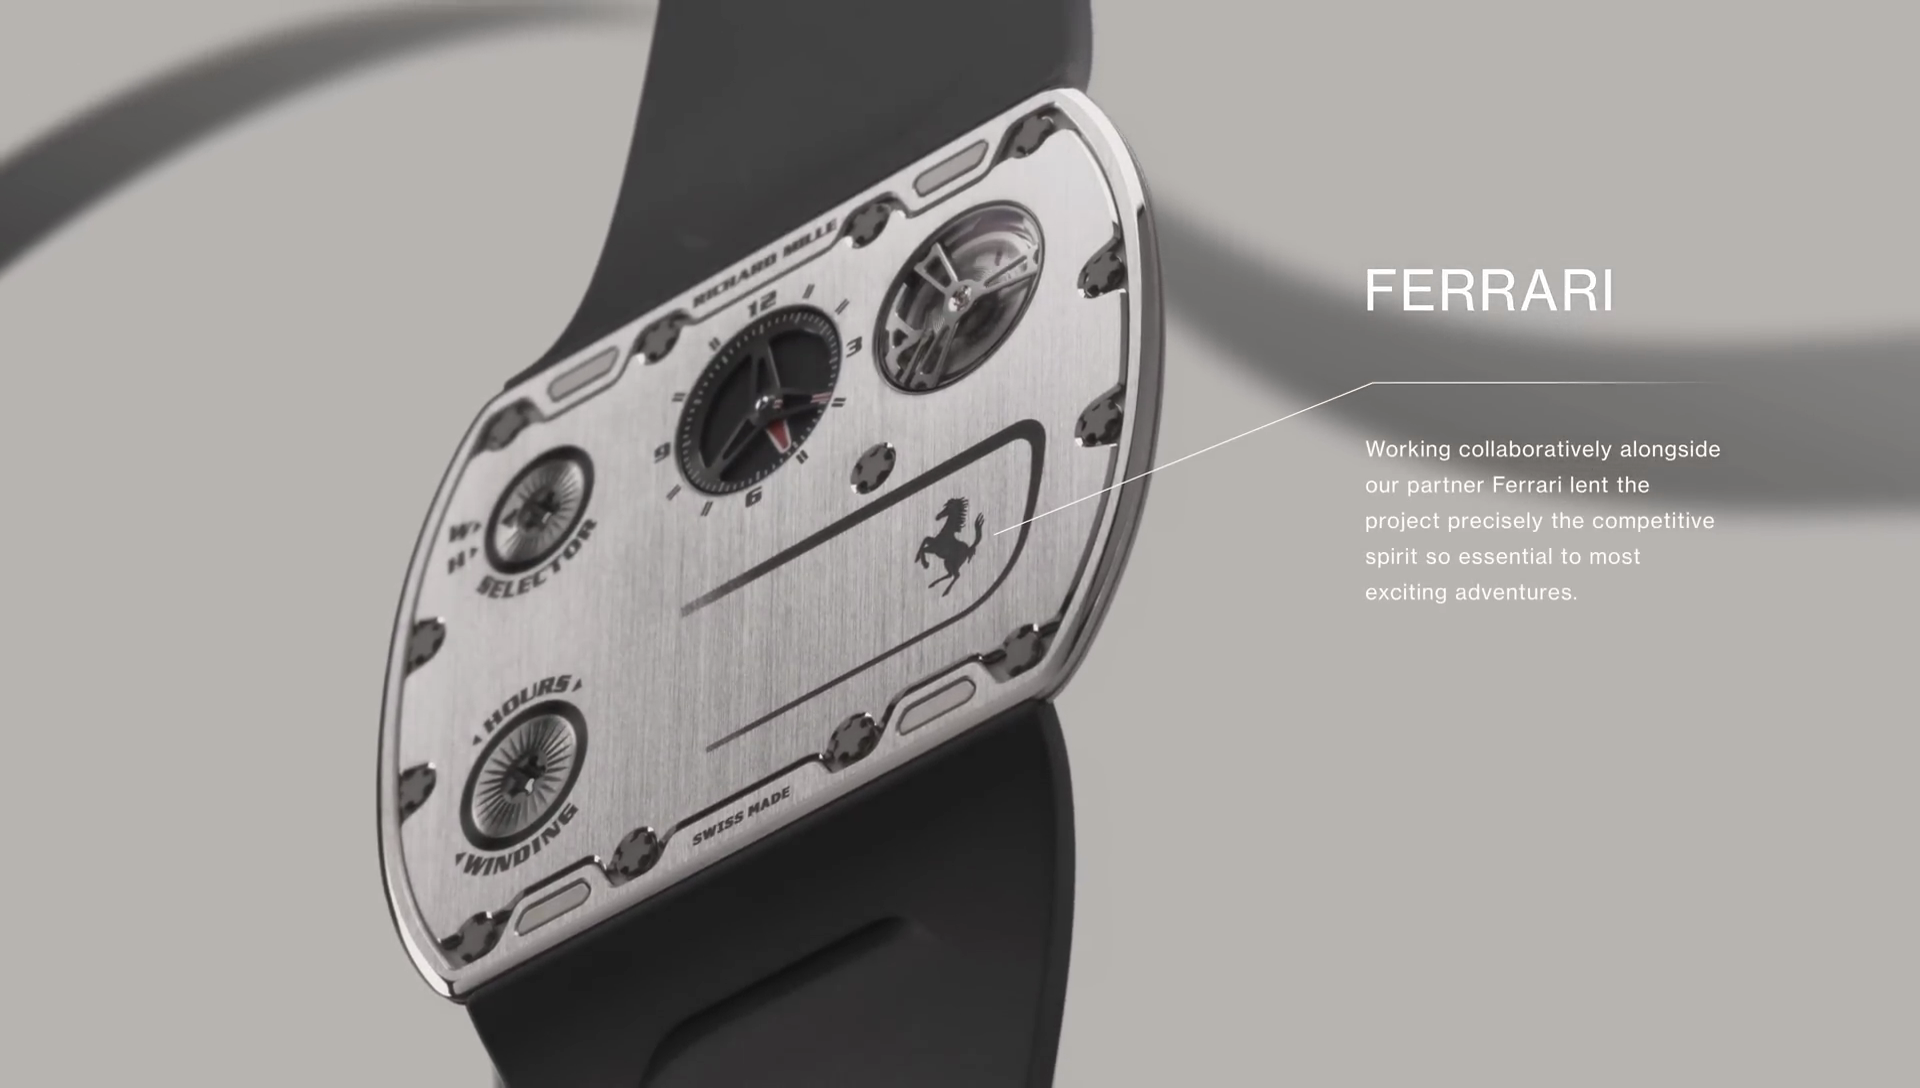 RICHARD MILLE
12
3
6
9
W
H
SELECTOR
HOURS
WINDING
SWISS MADE
FERRARI
Working collaboratively alongside
our partner Ferrari lent the
project precisely the competitive
spirit so essential to most
exciting adventures.